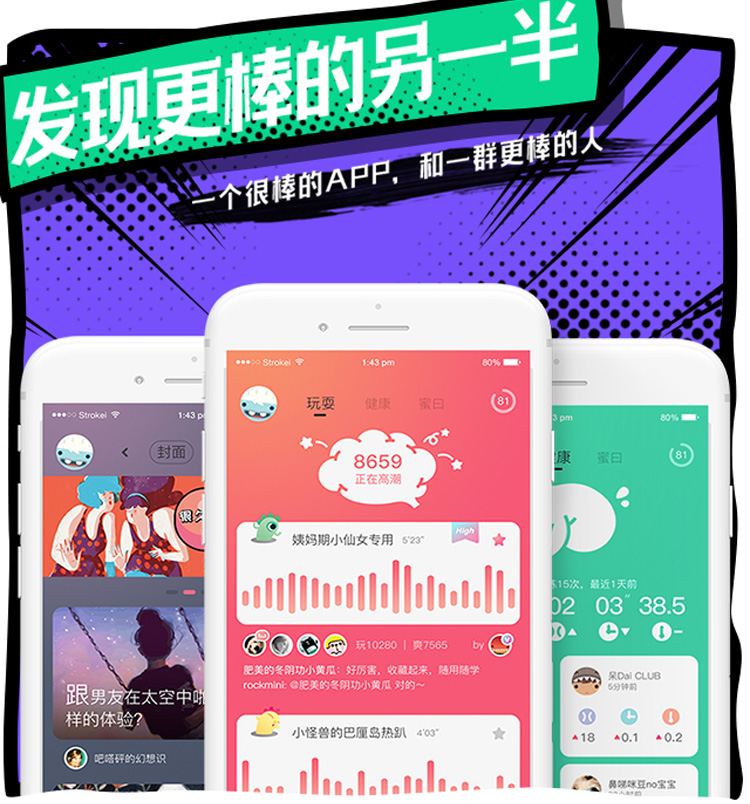 发现更棒的另一半
一个很棒的APP，和一群更棒的人
Strokei
1:43 p
封面
跟男友在太空中啪
样的体验？
吧嗒砰的幻想识
Strokei 1:43 pm 80%
玩耍 健康 蜜曰 81
8659
正在高潮
High
姨妈期小仙女专用 5'23"
玩10280 | 爽7565 by
肥美的冬阴功小黄瓜：好厉害，收藏起来，随用随学
rockmini: @肥美的冬阴功小黄瓜 对的～
小怪兽的巴厘岛热趴 4'03"
pm 80%
康 蜜曰 81
15次，最近1天前
02 03" 38.5
呆Dai CLUB
5分钟前
18 0.1 0.2
鼻嘶咪豆no宝宝